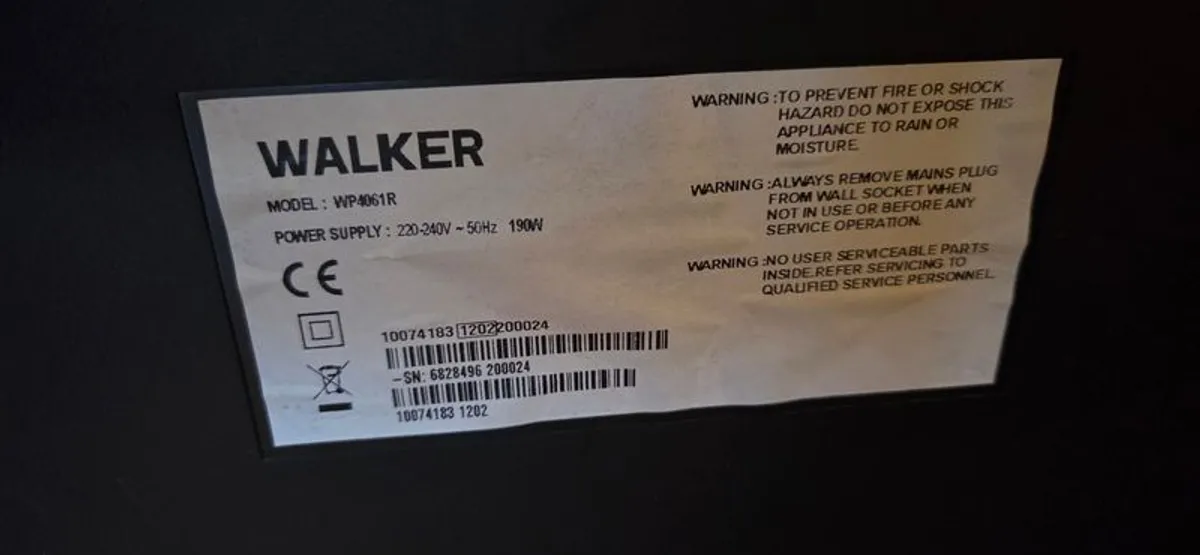 WALKER
MODEL : WP4061R
POWER SUPPLY : 220-240V ~ 50Hz 190W
CE
10074183 1202 200024
-SN: 6828496 200024
10074183 1202
WARNING :TO PREVENT FIRE OR SHOCK
HAZARD DO NOT EXPOSE THIS
APPLIANCE TO RAIN OR
MOISTURE.
WARNING :ALWAYS REMOVE MAINS PLUG
FROM WALL SOCKET WHEN
NOT IN USE OR BEFORE ANY
SERVICE OPERATION.
WARNING :NO USER SERVICEABLE PARTS
INSIDE.REFER SERVICING TO
QUALIFIED SERVICE PERSONNEL.